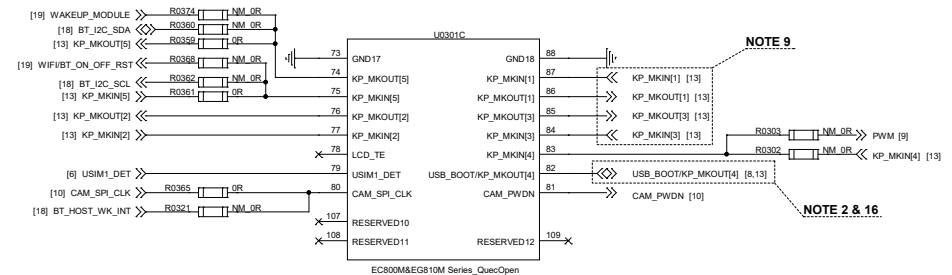 [19] WAKEUP_MODULE R0374 NM_0R
[18] BT_I2C_SDA R0360 NM_0R
[13] KP_MKOUT[5] R0359 0R
[19] WIFI/BT_ON_OFF_RST R0368 NM_0R
[18] BT_I2C_SCL R0362 NM_0R
[13] KP_MKIN[5] R0361 0R
[13] KP_MKOUT[2]
[13] KP_MKIN[2]
[6] USIM1_DET
[10] CAM_SPI_CLK R0365 0R
[18] BT_HOST_WK_INT R0321 NM_0R
U0301C
73 GND17
74 KP_MKOUT[5]
75 KP_MKIN[5]
76 KP_MKOUT[2]
77 KP_MKIN[2]
78 LCD_TE
79 USIM1_DET
80 CAM_SPI_CLK
107 RESERVED10
108 RESERVED11
GND18 88
KP_MKIN[1] 87
KP_MKOUT[1] 86
KP_MKOUT[3] 85
KP_MKIN[3] 84
KP_MKIN[4] 83
USB_BOOT/KP_MKOUT[4] 82
CAM_PWDN 81
RESERVED12 109
EC800M&EG810M Series_QuecOpen
NOTE 9
KP_MKIN[1] [13]
KP_MKOUT[1] [13]
KP_MKOUT[3] [13]
KP_MKIN[3] [13]
R0303 NM_0R PWM [9]
R0302 NM_0R KP_MKIN[4] [13]
USB_BOOT/KP_MKOUT[4] [8,13]
CAM_PWDN [10]
NOTE 2 & 16